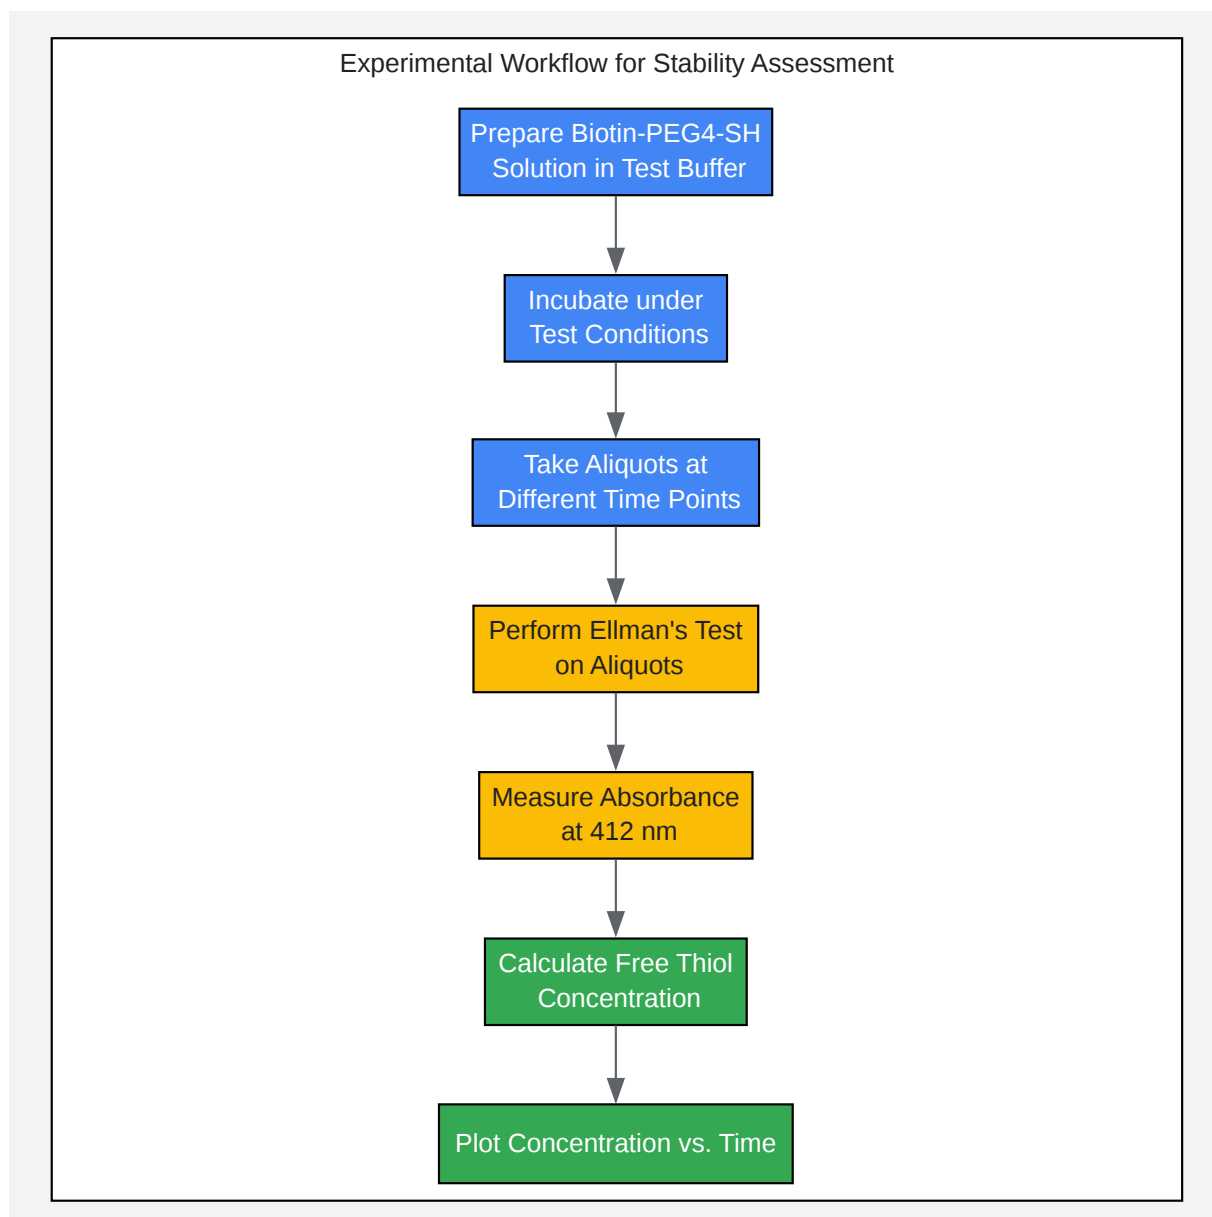 Experimental Workflow for Stability Assessment
Prepare Biotin-PEG4-SH
Solution in Test Buffer
Incubate under
Test Conditions
Take Aliquots at
Different Time Points
Perform Ellman's Test
on Aliquots
Measure Absorbance
at 412 nm
Calculate Free Thiol
Concentration
Plot Concentration vs. Time